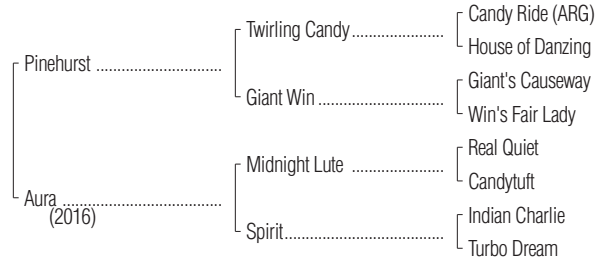 Candy Ride (ARG)
Twirling Candy....................
House of Danzing
Pinehurst ...........................
Giant's Causeway
Giant Win ...........................
Win's Fair Lady
Real Quiet
Midnight Lute ....................
Candytuft
Aura ..................................
(2016)
Indian Charlie
Spirit..................................
Turbo Dream